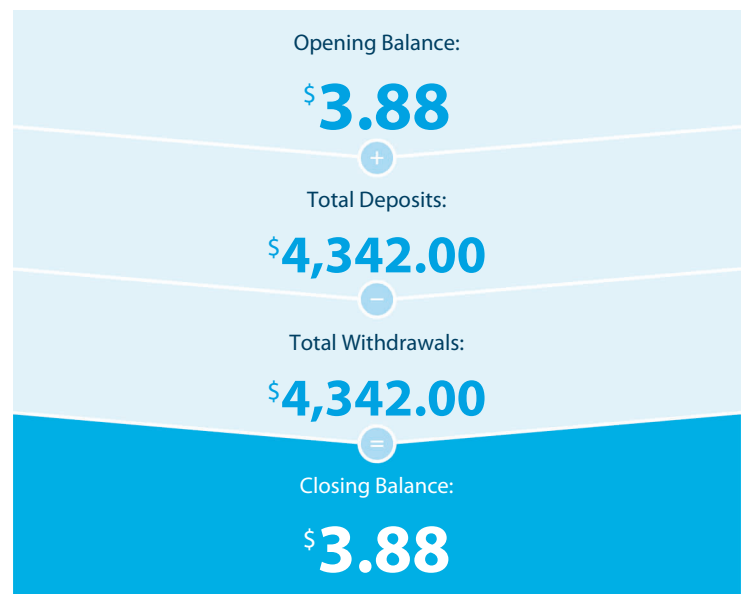 Opening Balance:
$3.88
+
Total Deposits:
$4,342.00
−
Total Withdrawals:
$4,342.00
=
Closing Balance:
$3.88